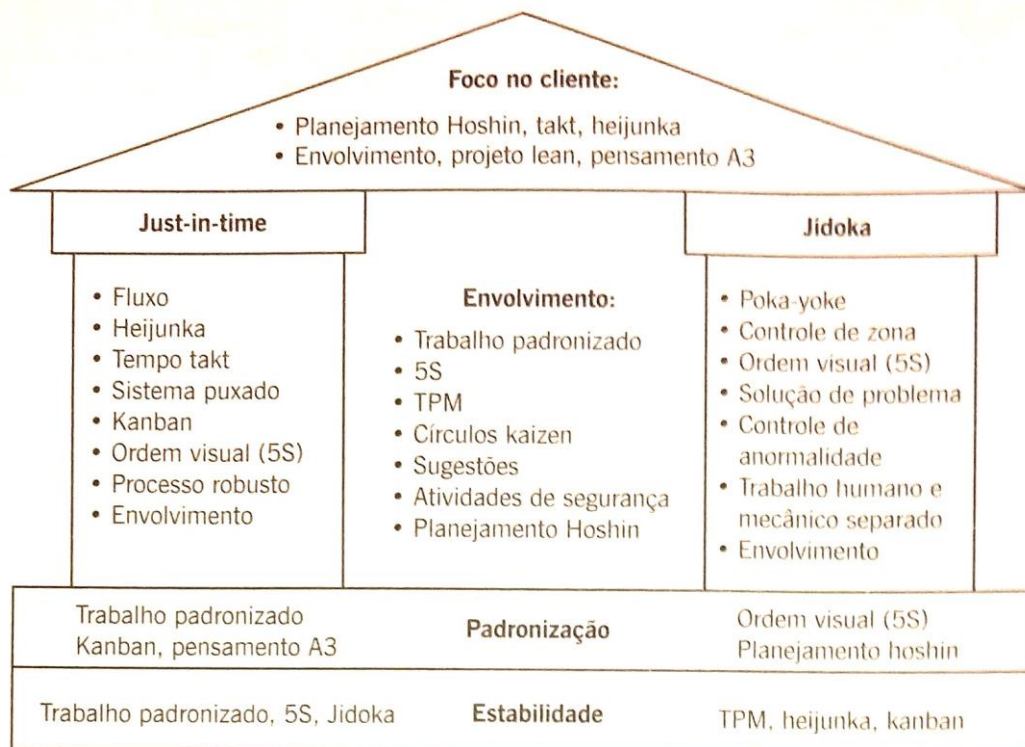 Foco no cliente:
• Planejamento Hoshin, takt, heijunka
• Envolvimento, projeto lean, pensamento A3
Just-in-time
• Fluxo
• Heijunka
• Tempo takt
• Sistema puxado
• Kanban
• Ordem visual (5S)
• Processo robusto
• Envolvimento
Envolvimento:
• Trabalho padronizado
• 5S
• TPM
• Círculos kaizen
• Sugestões
• Atividades de segurança
• Planejamento Hoshin
Jidoka
• Poka-yoke
• Controle de zona
• Ordem visual (5S)
• Solução de problema
• Controle de
anormalidade
• Trabalho humano e
mecânico separado
• Envolvimento
Trabalho padronizado
Kanban, pensamento A3
Padronização
Ordem visual (5S)
Planejamento hoshin
Trabalho padronizado, 5S, Jidoka
Estabilidade
TPM, heijunka, kanban